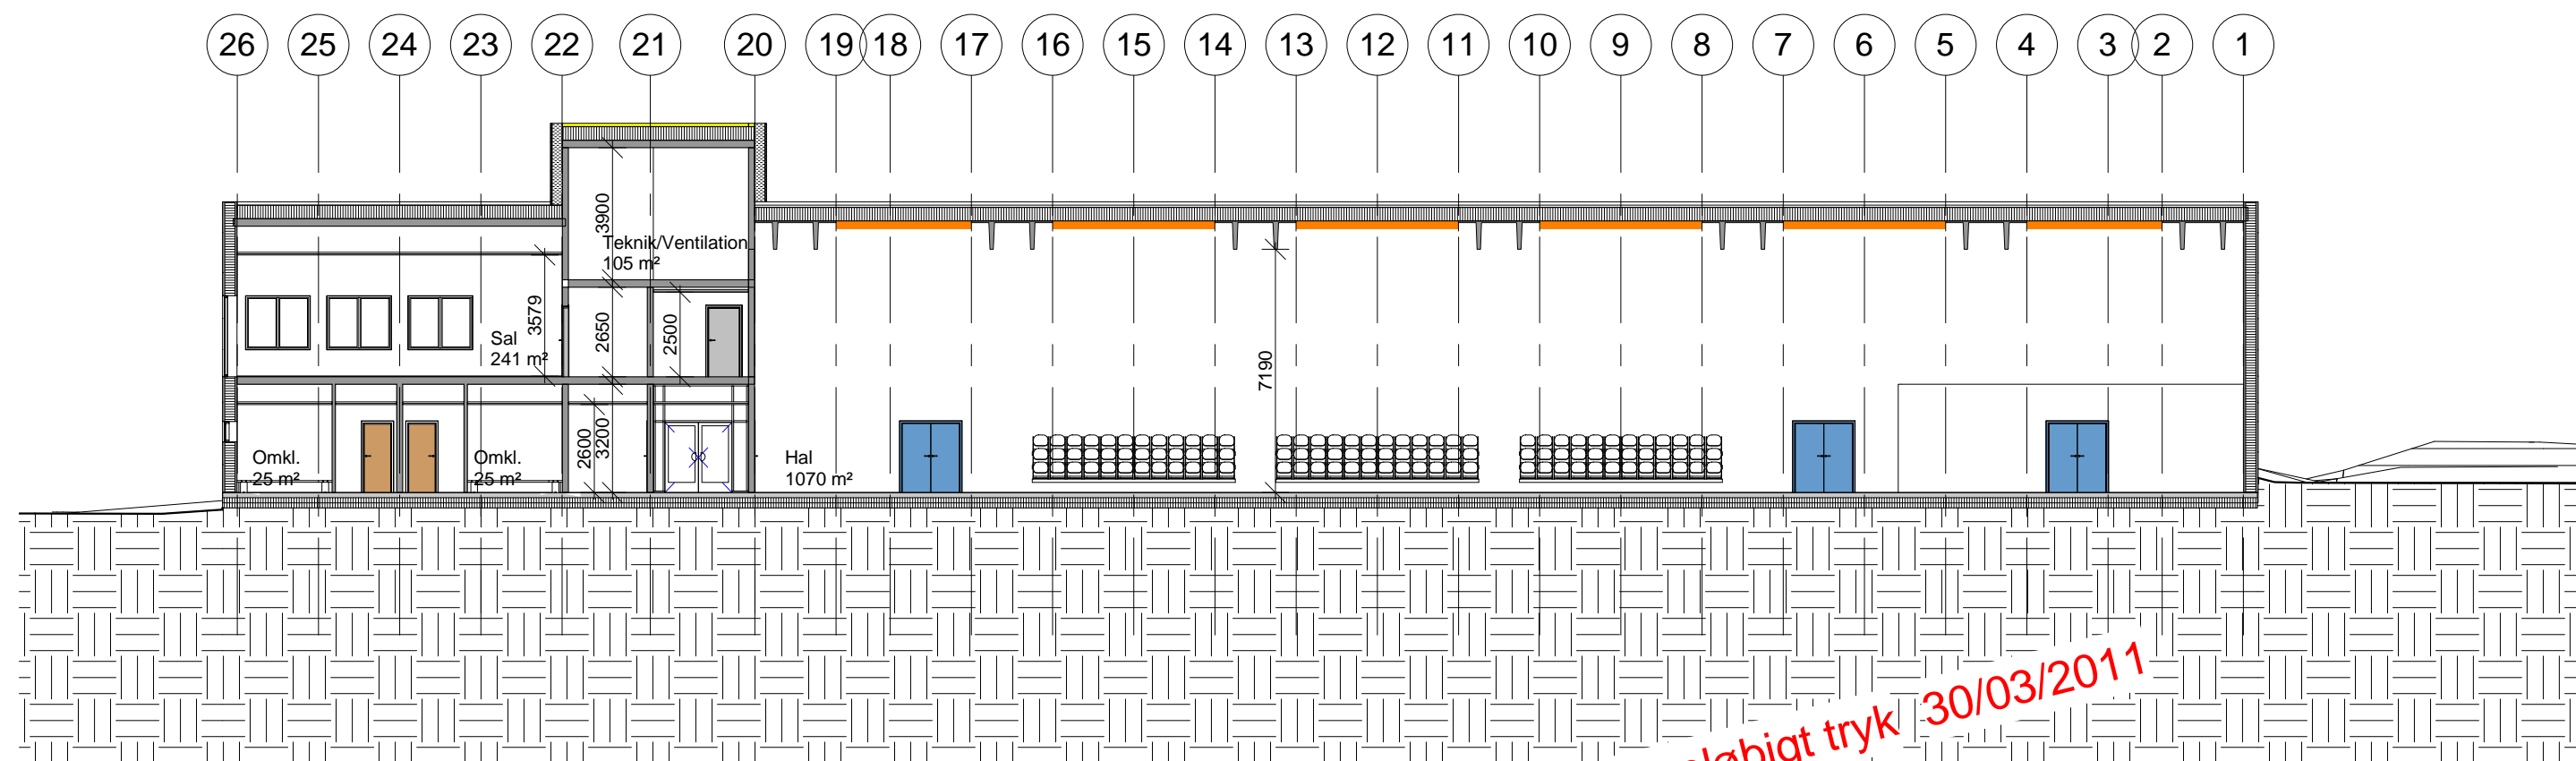 26 25 24 23 22 21 20 19 18 17 16 15 14 13 12 11 10 9 8 7 6 5 4 3 2 1
3900
Teknik/Ventilation
105 m²
3579
2650
2500
Sal
241 m²
7190
2600
3200
Omkl.
25 m²
Omkl.
25 m²
Hal
1070 m²
tryk 30/03/2011